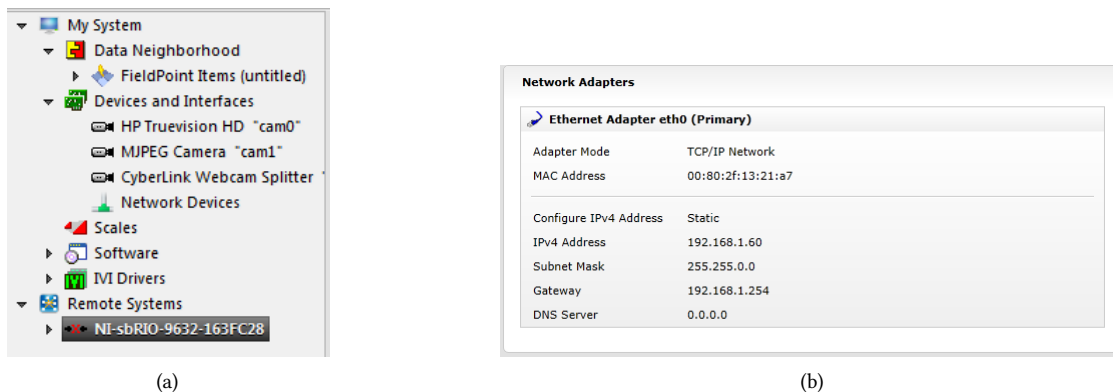 My System
Data Neighborhood
FieldPoint Items (untitled)
Devices and Interfaces
HP Truevision HD "cam0"
MJPEG Camera "cam1"
CyberLink Webcam Splitter "
Network Devices
Scales
Software
IVI Drivers
Remote Systems
NI-sbRIO-9632-163FC28
(a)
Network Adapters
Ethernet Adapter eth0 (Primary)
Adapter Mode TCP/IP Network
MAC Address 00:80:2f:13:21:a7
Configure IPv4 Address Static
IPv4 Address 192.168.1.60
Subnet Mask 255.255.0.0
Gateway 192.168.1.254
DNS Server 0.0.0.0
(b)